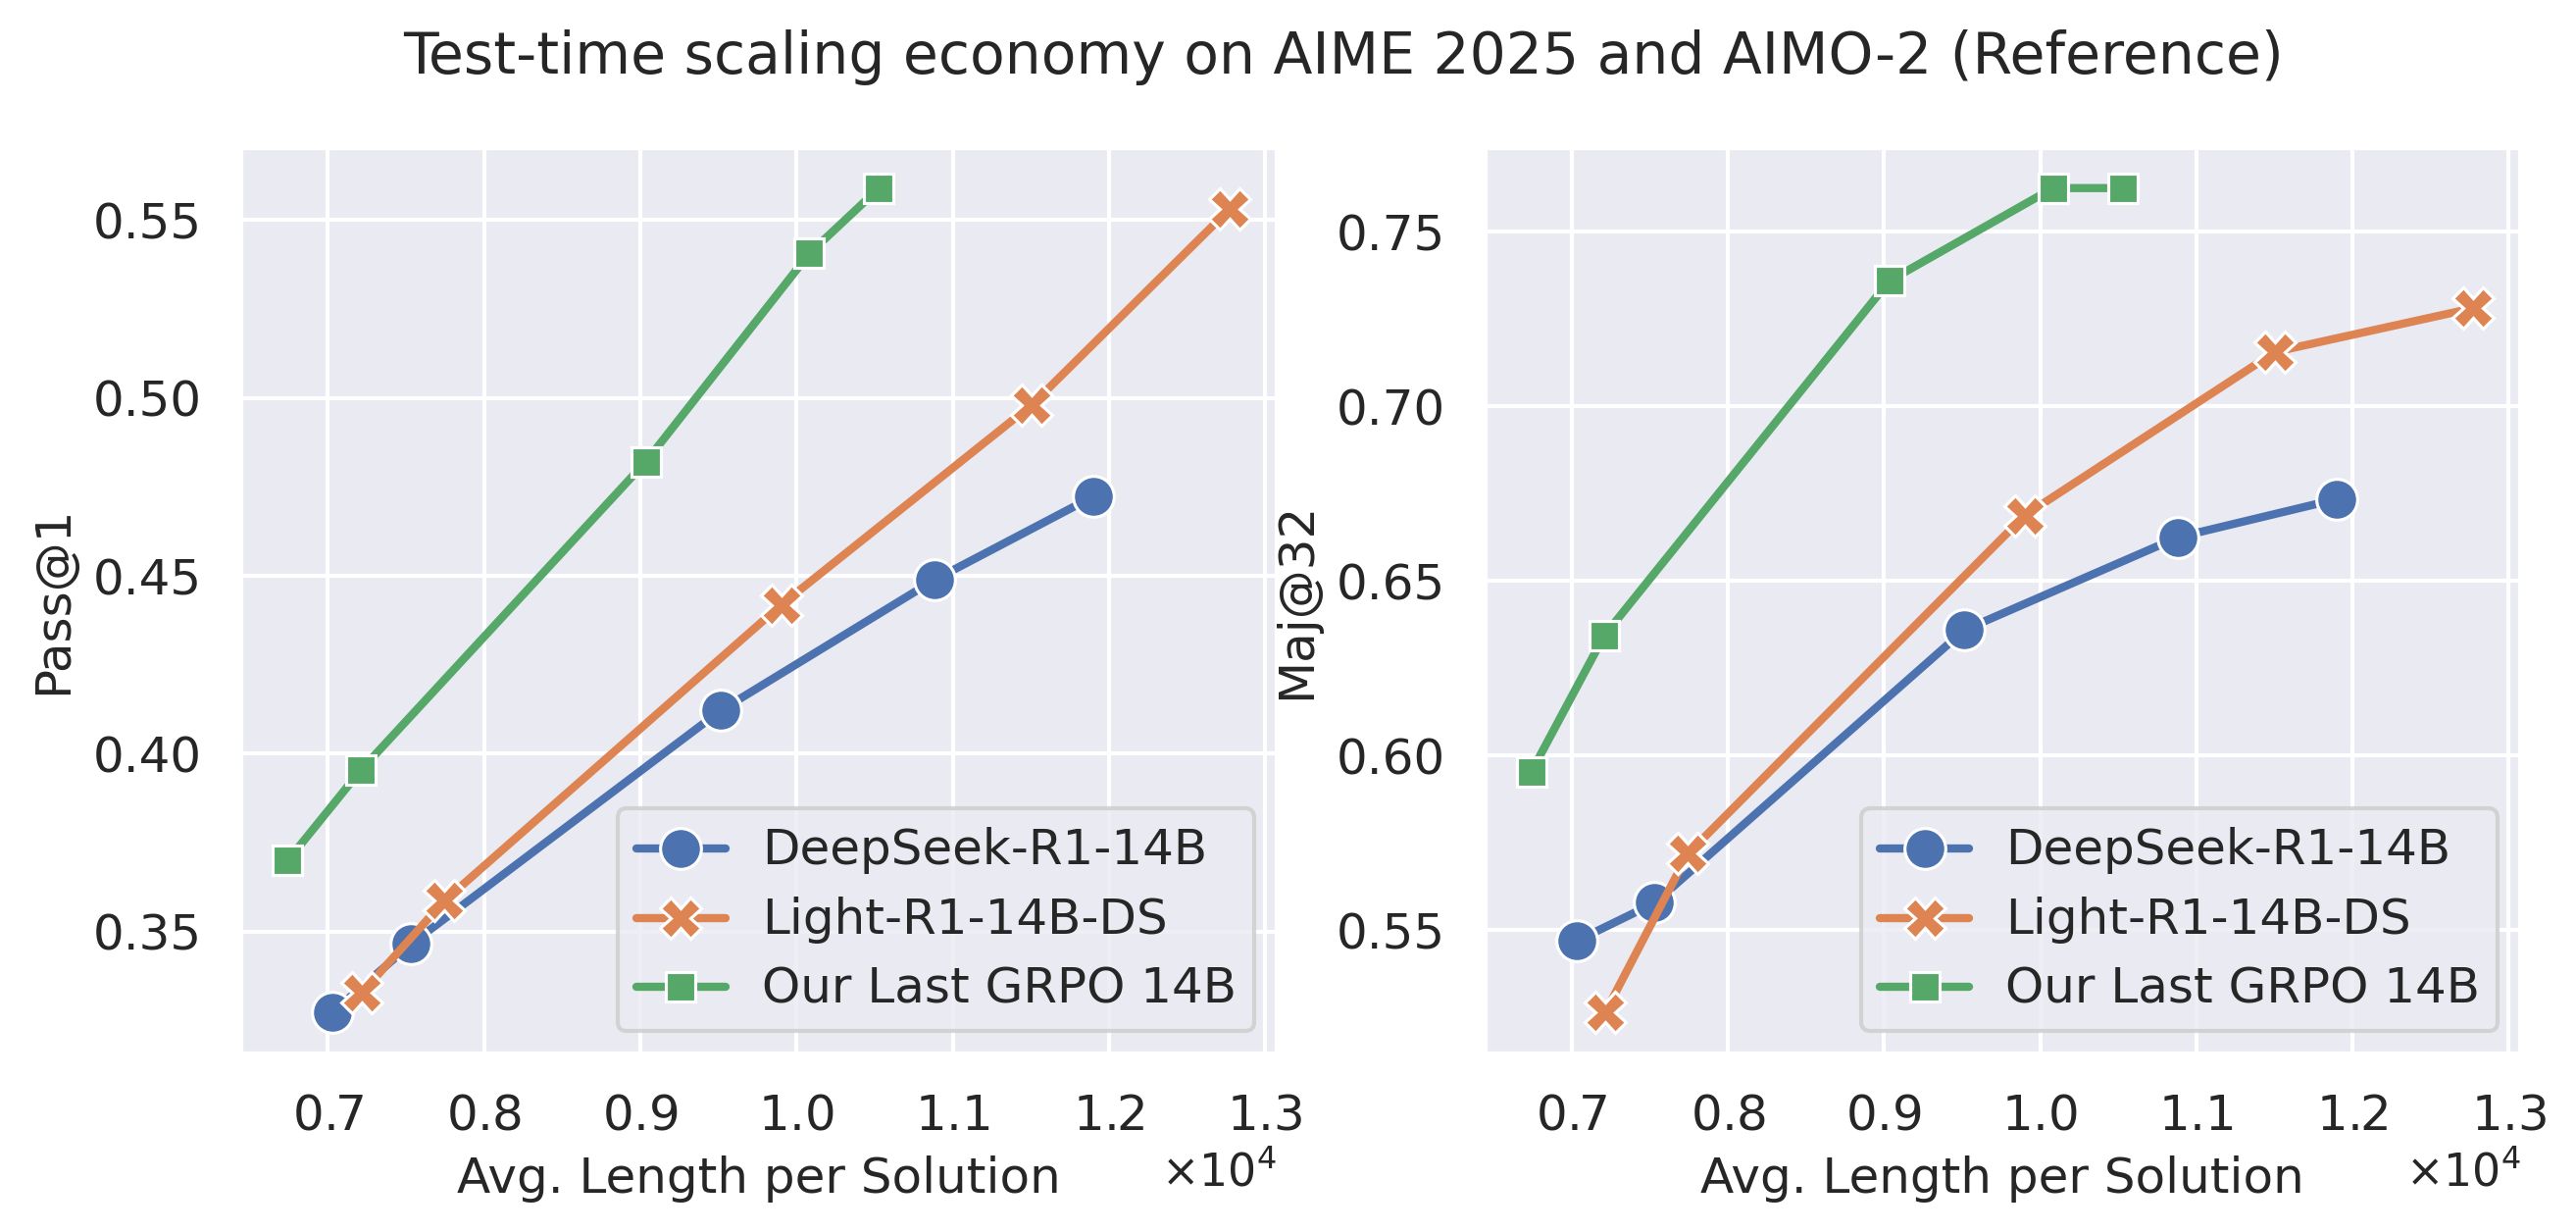 Test-time scaling economy on AIME 2025 and AIMO-2 (Reference)
Pass@1
0.55
0.50
0.45
0.40
0.35
DeepSeek-R1-14B
Light-R1-14B-DS
Our Last GRPO 14B
0.7 0.8 0.9 1.0 1.1 1.2 1.3
×10⁴
Avg. Length per Solution
Maj@32
0.75
0.70
0.65
0.60
0.55
DeepSeek-R1-14B
Light-R1-14B-DS
Our Last GRPO 14B
0.7 0.8 0.9 1.0 1.1 1.2 1.3
×10⁴
Avg. Length per Solution